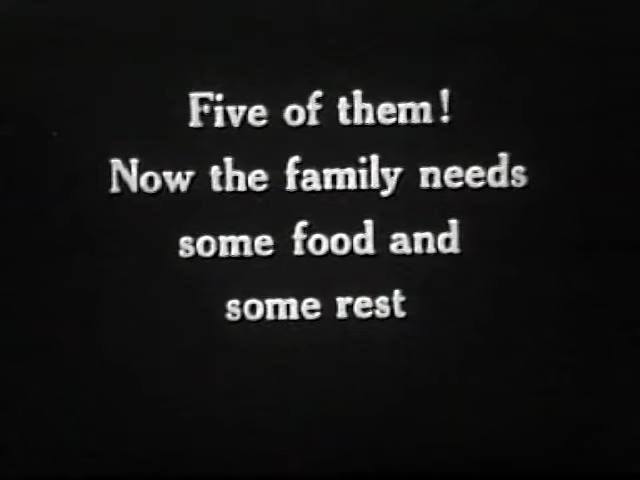 Five of them!
Now the family needs
some food and
some rest